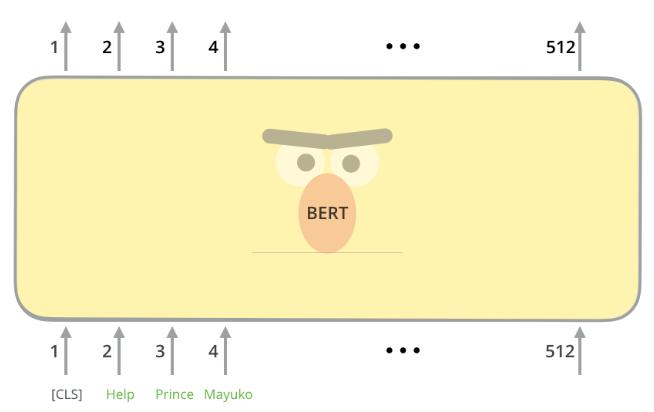 1 2 3 4 ••• 512
BERT
1 2 3 4 ••• 512
[CLS] Help Prince Mayuko